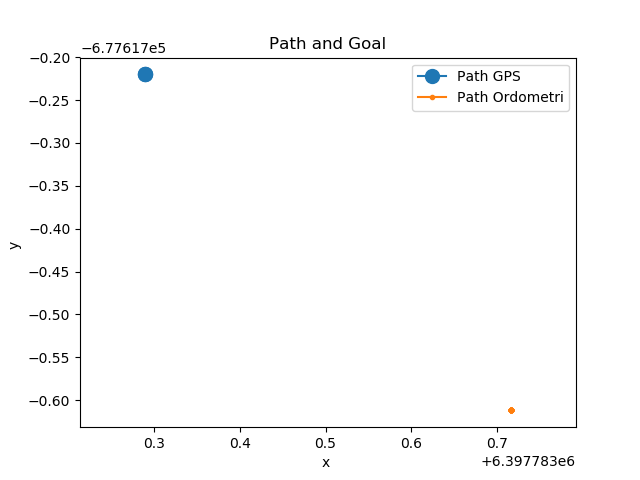 Path and Goal
−6.77617e5
Path GPS
Path Ordometri
−0.20
−0.25
−0.30
−0.35
−0.40
−0.45
−0.50
−0.55
−0.60
y
0.3 0.4 0.5 0.6 0.7
x
+6.397783e6